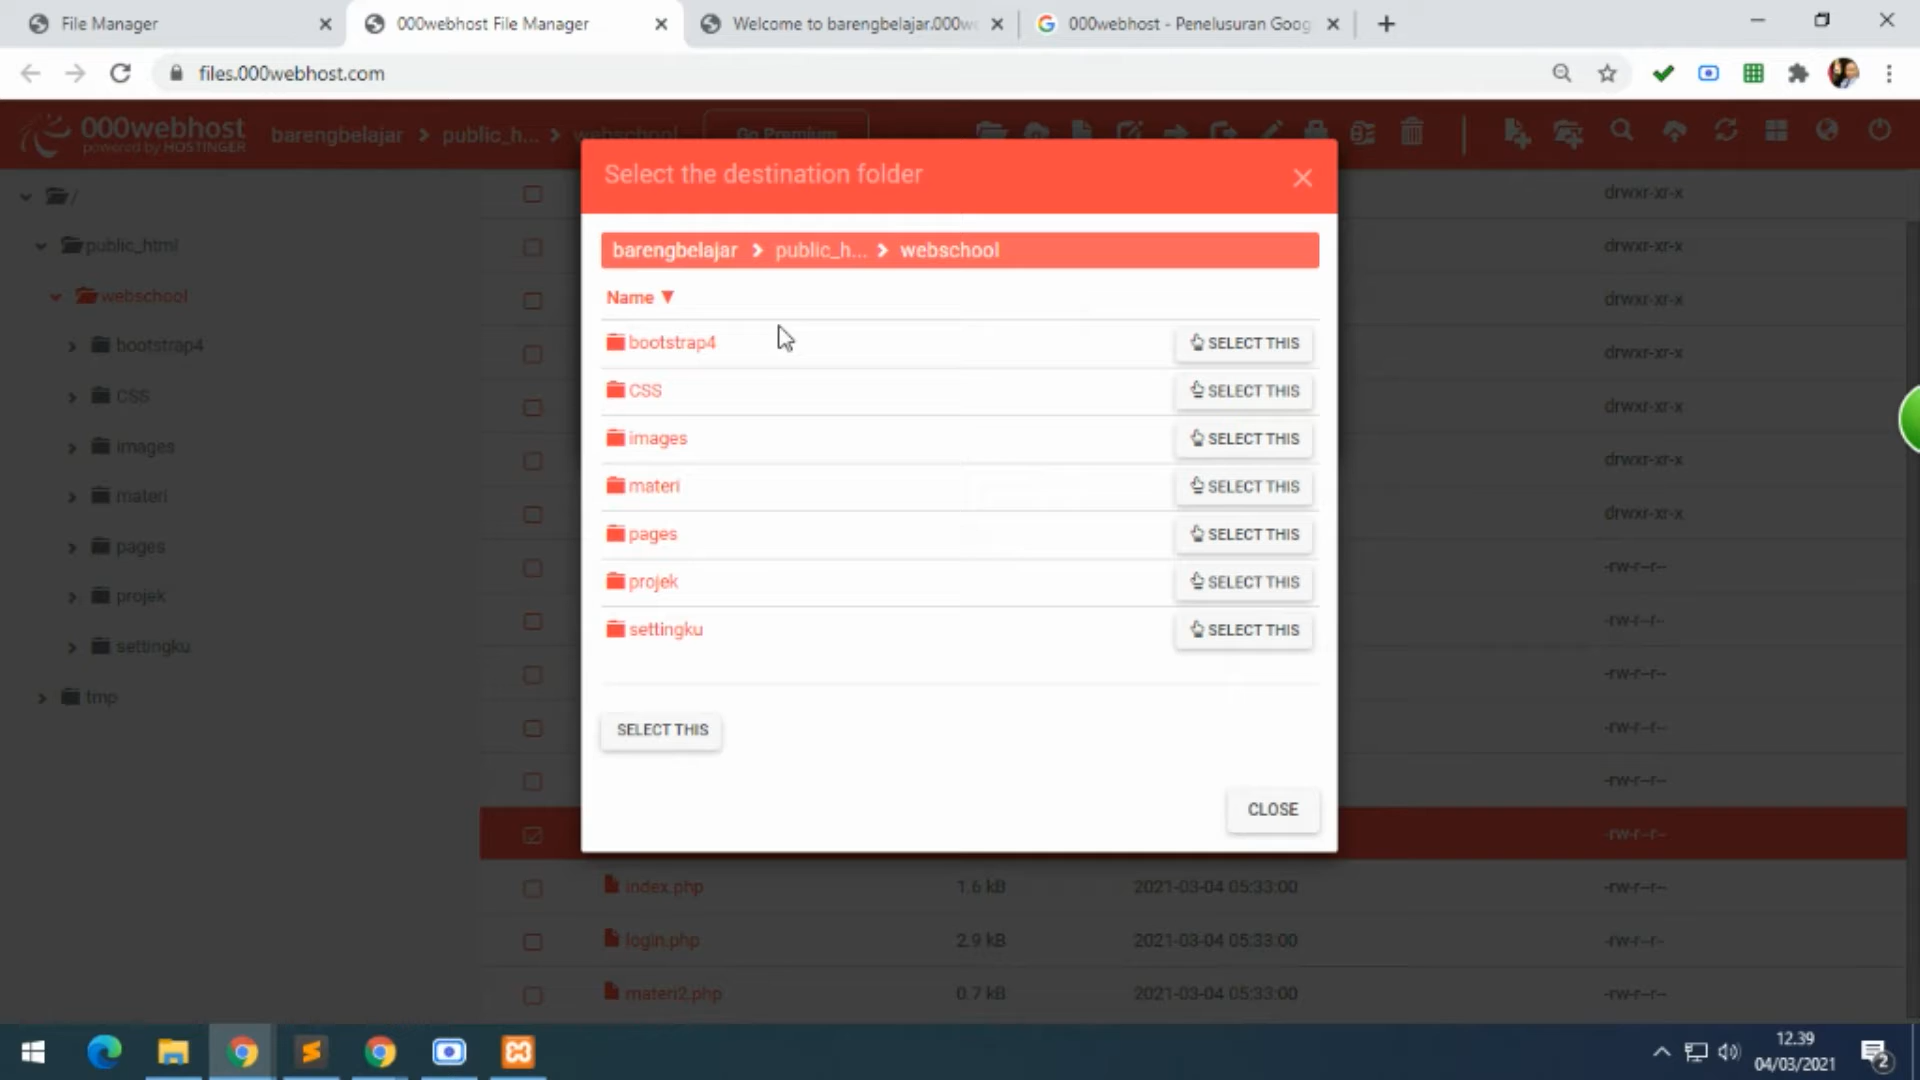 File Manager
000webhost File Manager
Welcome to barengbelajar.000w
000webhost - Penelusuran Goog
files.000webhost.com
000webhost
powered by HOSTINGER
barengbelajar > public_h... > webschool
Go Premium
Select the destination folder
barengbelajar > public_h... > webschool
Name ▼
bootstrap4 SELECT THIS
CSS SELECT THIS
images SELECT THIS
materi SELECT THIS
pages SELECT THIS
projek SELECT THIS
settingku SELECT THIS
SELECT THIS
CLOSE
/
public_html
webschool
bootstrap4
CSS
images
materi
pages
projek
settingku
tmp
drwxr-xr-x
drwxr-xr-x
drwxr-xr-x
drwxr-xr-x
drwxr-xr-x
drwxr-xr-x
drwxr-xr-x
-rw-r--r--
-rw-r--r--
-rw-r--r--
-rw-r--r--
-rw-r--r--
-rw-r--r--
index.php 1.6 kB 2021-03-04 05:33:00 -rw-r--r--
login.php 2.9 kB 2021-03-04 05:33:00 -rw-r--r--
materi2.php 0.7 kB 2021-03-04 05:33:00 -rw-r--r--
12.39
04/03/2021
2